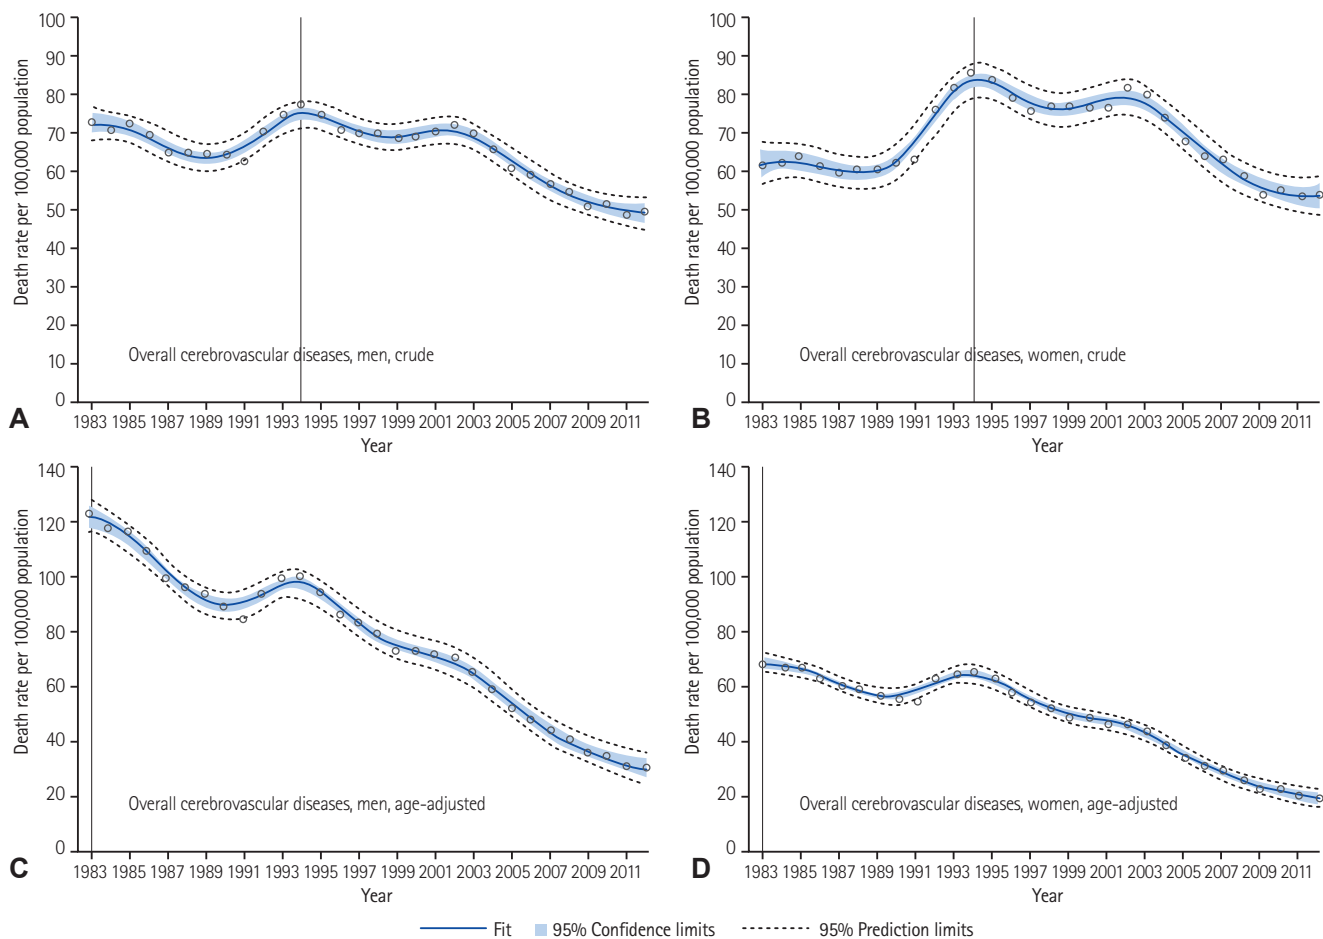 100
90
80
70
60
50
40
30
20
10
0
Death rate per 100,000 population
Overall cerebrovascular diseases, men, crude
1983 1985 1987 1989 1991 1993 1995 1997 1999 2001 2003 2005 2007 2009 2011
Year
A
100
90
80
70
60
50
40
30
20
10
0
Death rate per 100,000 population
Overall cerebrovascular diseases, women, crude
1983 1985 1987 1989 1991 1993 1995 1997 1999 2001 2003 2005 2007 2009 2011
Year
B
140
120
100
80
60
40
20
0
Death rate per 100,000 population
Overall cerebrovascular diseases, men, age-adjusted
1983 1985 1987 1989 1991 1993 1995 1997 1999 2001 2003 2005 2007 2009 2011
Year
C
140
120
100
80
60
40
20
0
Death rate per 100,000 population
Overall cerebrovascular diseases, women, age-adjusted
1983 1985 1987 1989 1991 1993 1995 1997 1999 2001 2003 2005 2007 2009 2011
Year
D
Fit 95% Confidence limits 95% Prediction limits